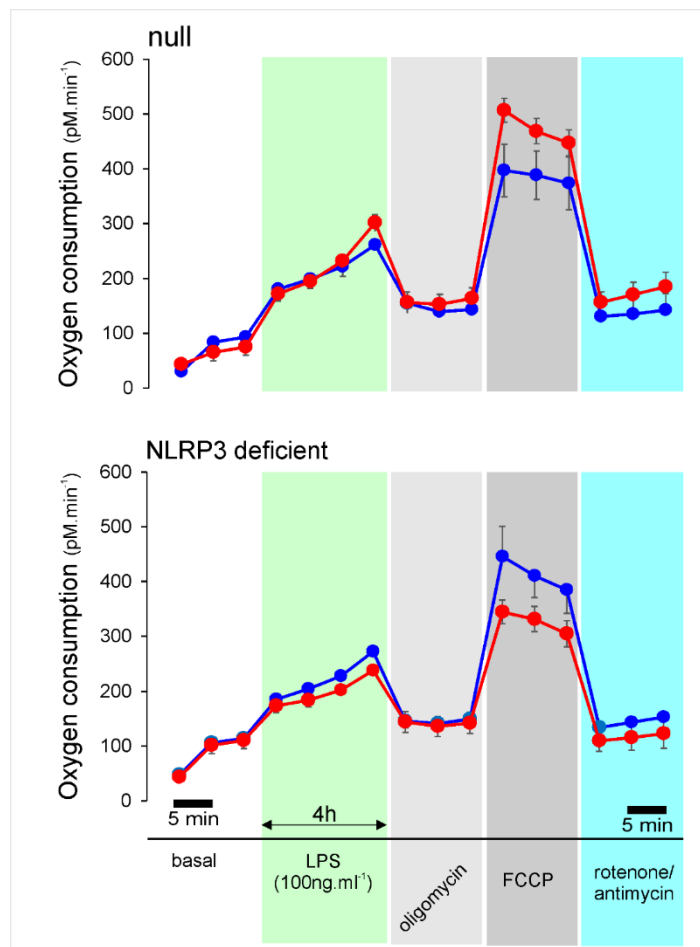 null
Oxygen consumption (pM.min⁻¹)
600
500
400
300
200
100
0
NLRP3 deficient
Oxygen consumption (pM.min⁻¹)
600
500
400
300
200
100
0
5 min
4h
5 min
basal
LPS
(100ng.ml⁻¹)
oligomycin
FCCP
rotenone/
antimycin